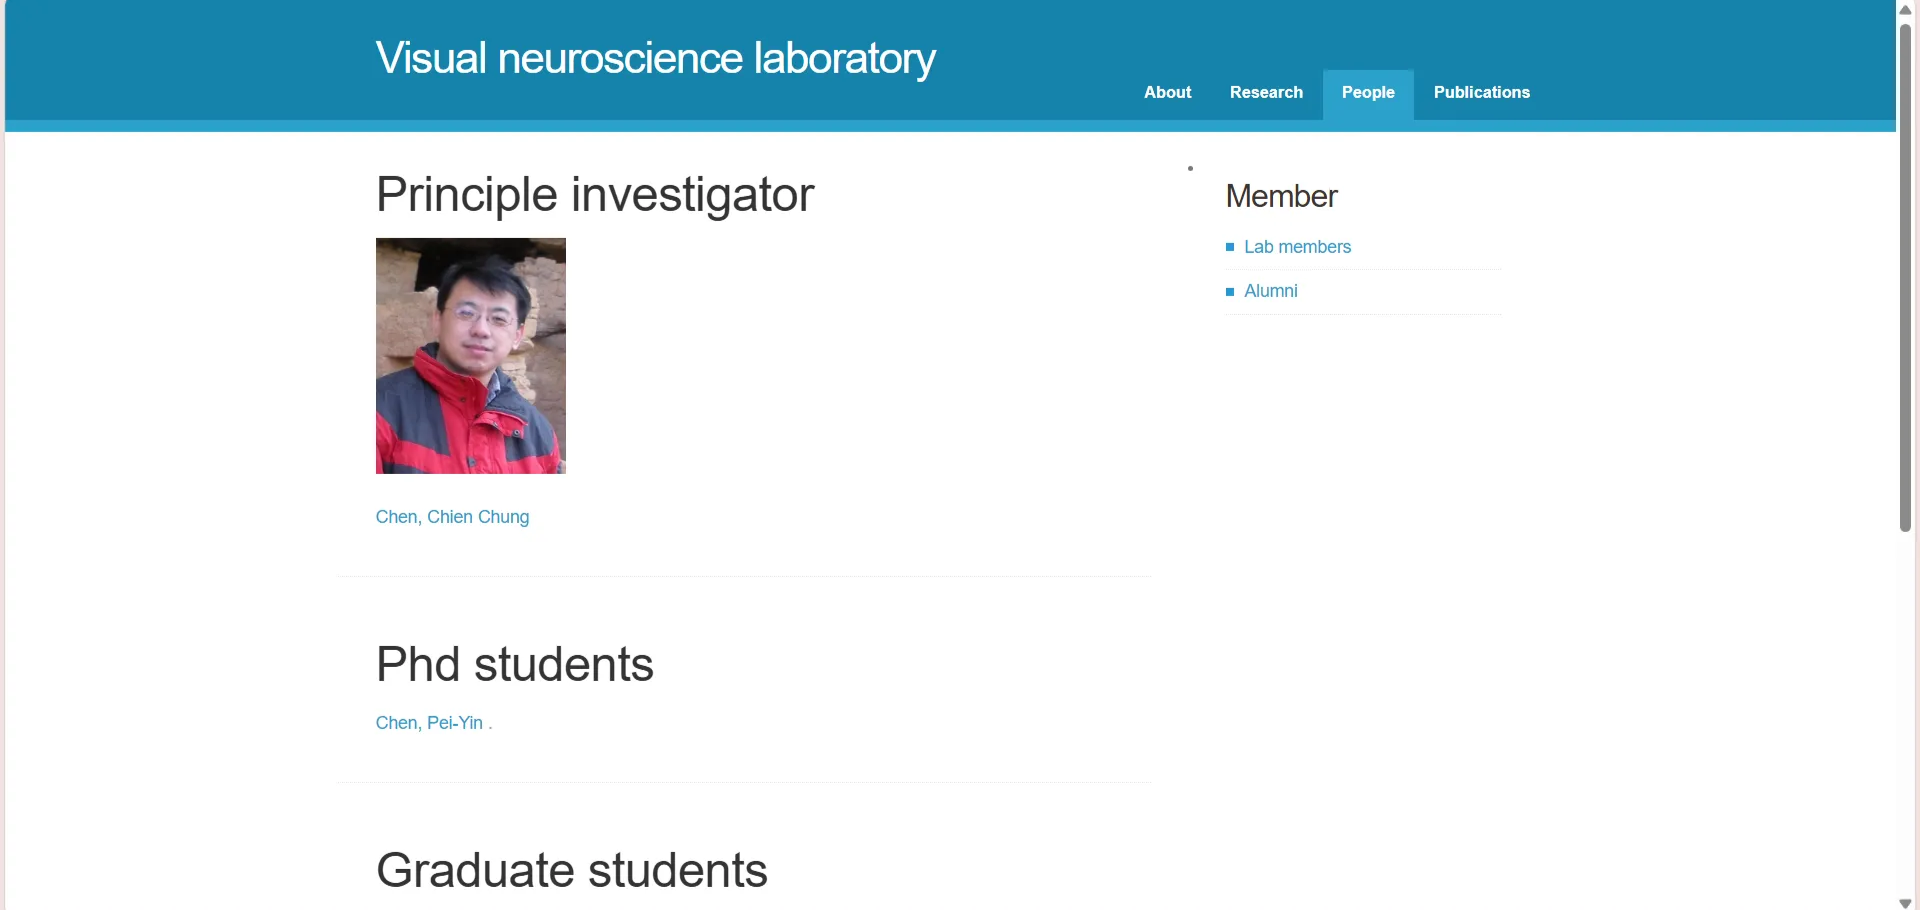 Visual neuroscience laboratory
About Research People Publications
Principle investigator
Chen, Chien Chung
Phd students
Chen, Pei-Yin .
Graduate students
Member
Lab members
Alumni